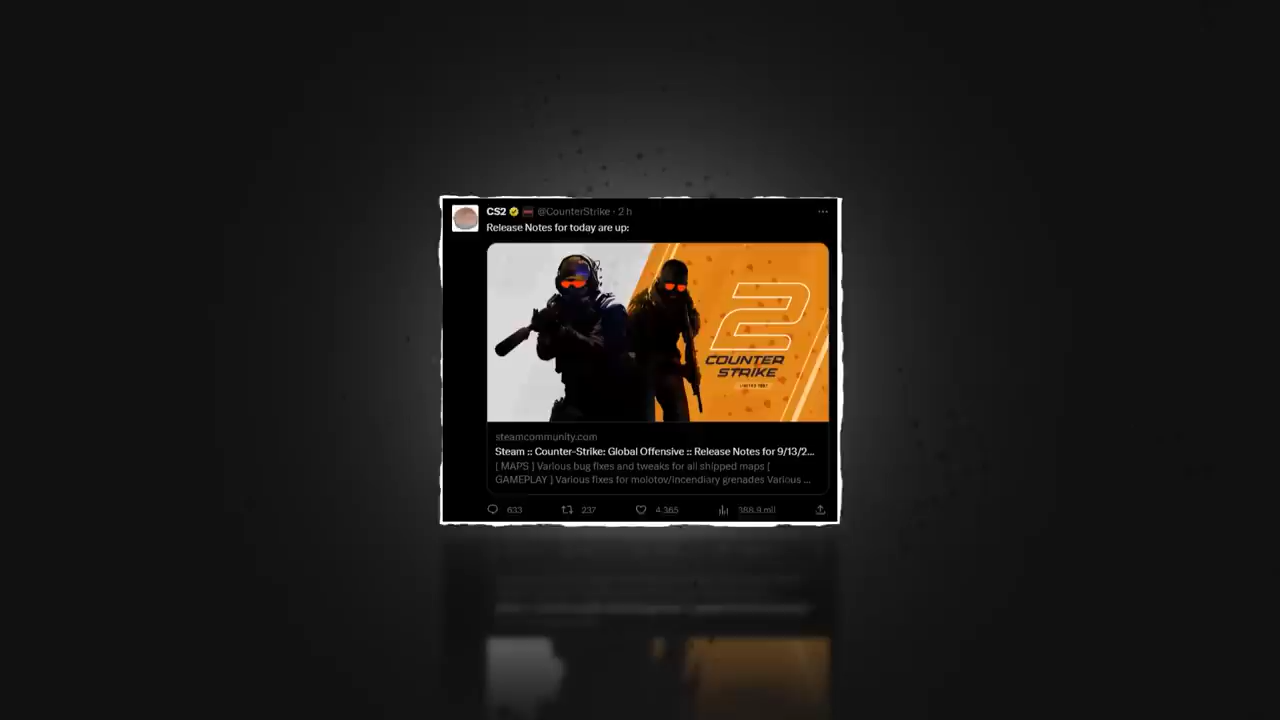 CS2 @CounterStrike · 2 h
Release Notes for today are up:
2
COUNTER
STRIKE
LIMITED TEST
steamcommunity.com
Steam :: Counter-Strike: Global Offensive :: Release Notes for 9/13/2...
[ MAPS ] Various bug fixes and tweaks for all shipped maps [
GAMEPLAY ] Various fixes for molotov/incendiary grenades Various ...
633 237 4.365 388.9 mil